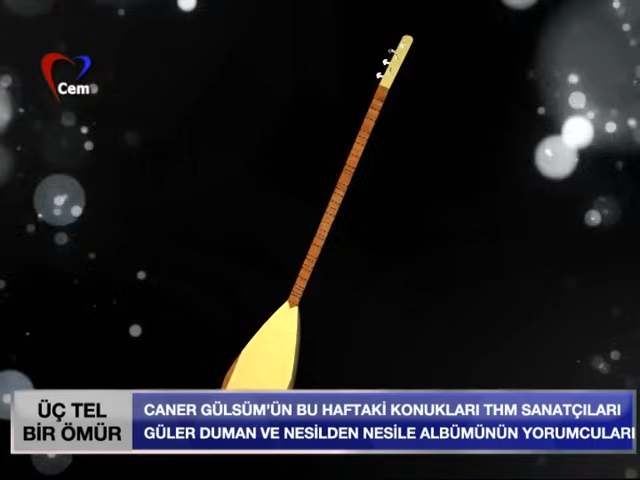 Cem
ÜÇ TEL
BİR ÖMÜR
CANER GÜLSÜM'ÜN BU HAFTAKİ KONUKLARI THM SANATÇILARI
GÜLER DUMAN VE NESİLDEN NESİLE ALBÜMÜNÜN YORUMCULARI